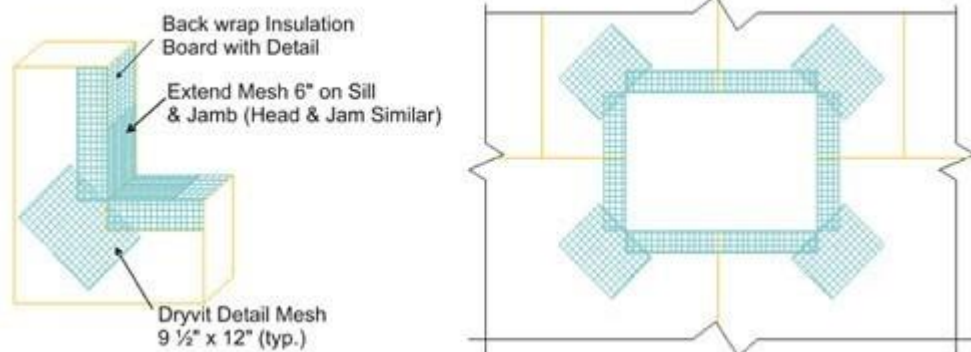 Back wrap Insulation
Board with Detail
Extend Mesh 6" on Sill
& Jamb (Head & Jam Similar)
Dryvit Detail Mesh
9 ½" x 12" (typ.)